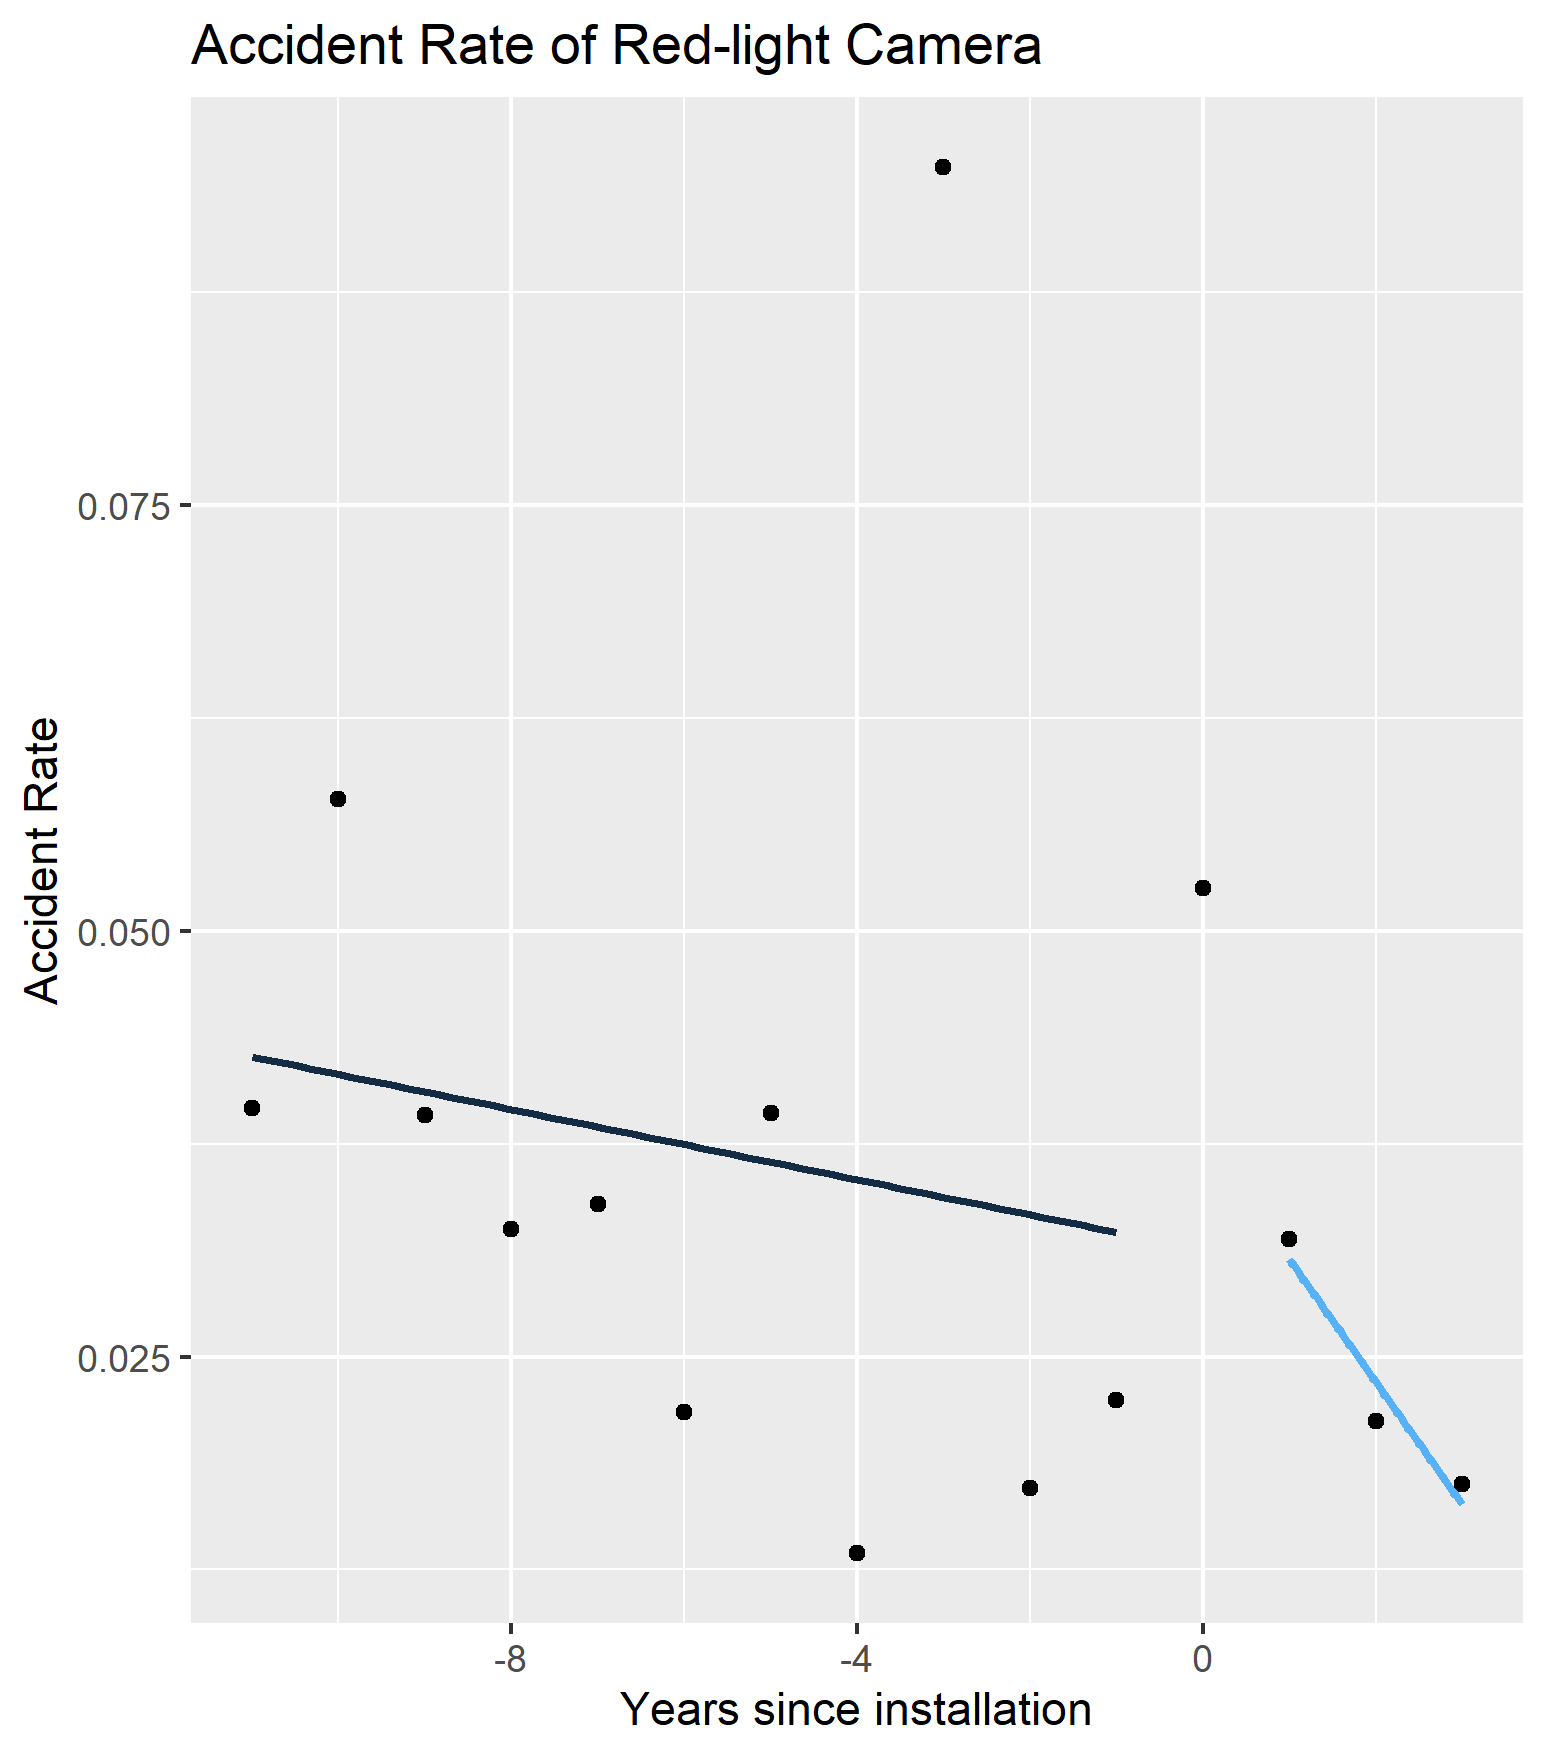 Accident Rate of Red-light Camera
Accident Rate
0.075
0.050
0.025
-8
-4
0
Years since installation